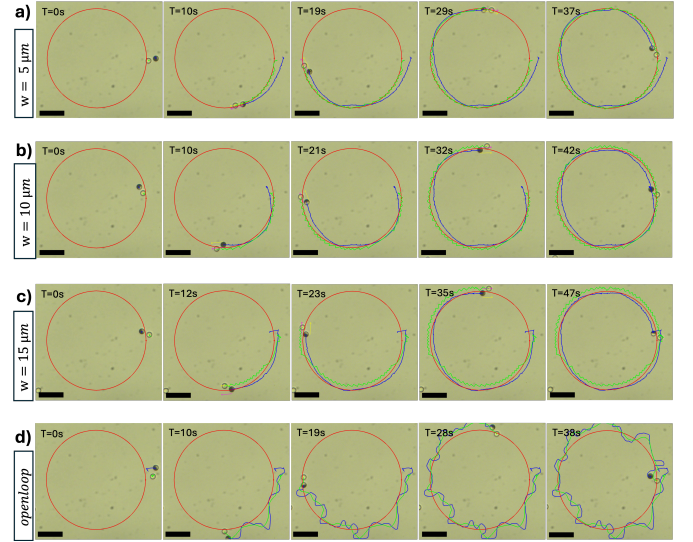 a)
w = 5 μm
T=0s
T=10s
T=19s
T=29s
T=37s
b)
w = 10 μm
T=0s
T=10s
T=21s
T=32s
T=42s
c)
w = 15 μm
T=0s
T=12s
T=23s
T=35s
T=47s
d)
openloop
T=0s
T=10s
T=19s
T=28s
T=38s